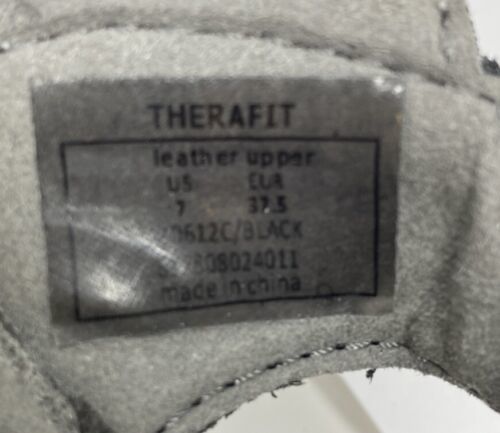 THERAFIT
leather upper
US EUR
7 37.5
0612C/BLACK
808024011
made in china